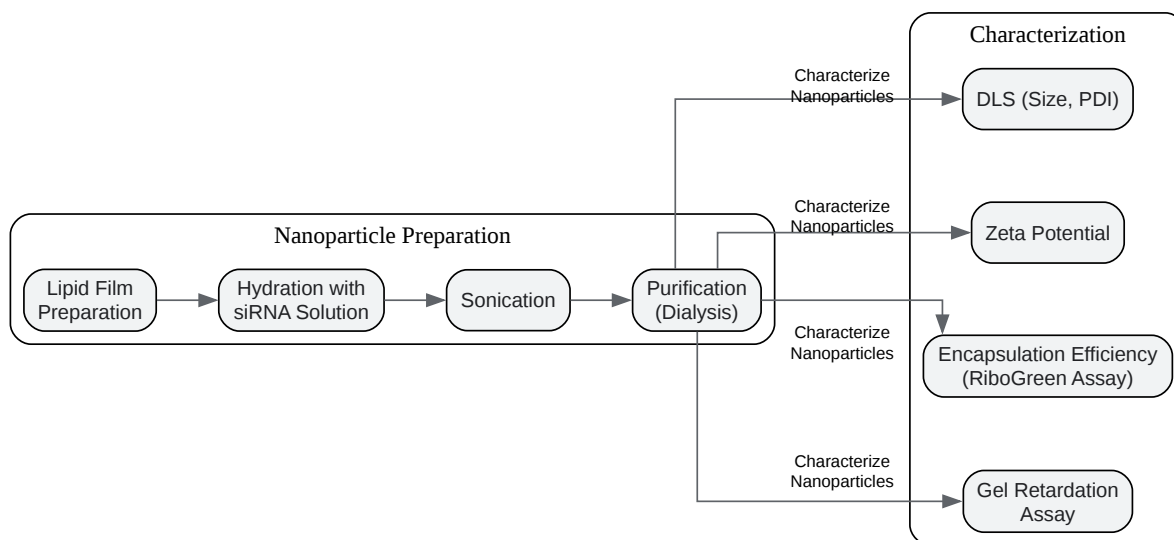 Characterization
Characterize
Nanoparticles
DLS (Size, PDI)
Characterize
Nanoparticles
Zeta Potential
Nanoparticle Preparation
Lipid Film
Preparation
Hydration with
siRNA Solution
Sonication
Purification
(Dialysis)
Characterize
Nanoparticles
Encapsulation Efficiency
(RiboGreen Assay)
Characterize
Nanoparticles
Gel Retardation
Assay